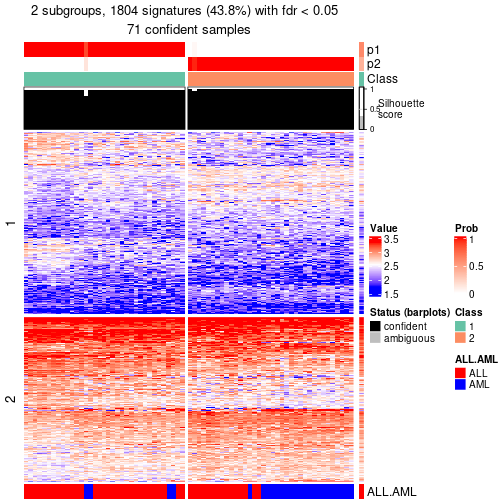 2 subgroups, 1804 signatures (43.8%) with fdr < 0.05
71 confident samples
p1
p2
Class
1
0.5
0
Silhouette
score
1
2
Value
3.5
3
2.5
2
1.5
Prob
1
0.5
0
Status (barplots)
confident
ambiguous
Class
1
2
ALL.AML
ALL
AML
ALL.AML